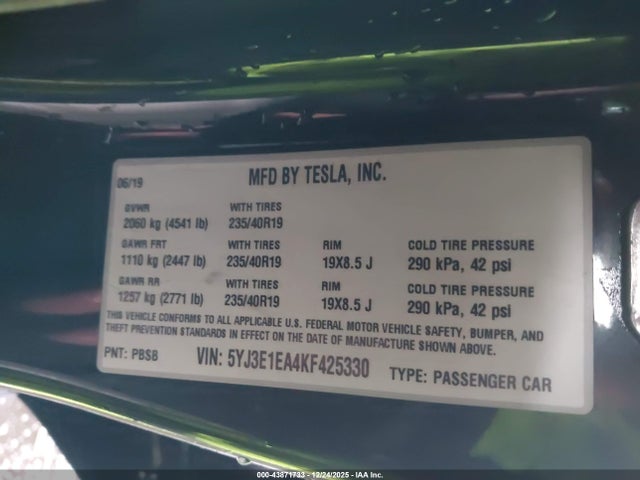 06/19 MFD BY TESLA, INC.
GVWR WITH TIRES
2060 kg (4541 lb) 235/40R19
GAWR FRT WITH TIRES RIM COLD TIRE PRESSURE
1110 kg (2447 lb) 235/40R19 19X8.5 J 290 kPa, 42 psi
GAWR RR WITH TIRES RIM COLD TIRE PRESSURE
1257 kg (2771 lb) 235/40R19 19X8.5 J 290 kPa, 42 psi
THIS VEHICLE CONFORMS TO ALL APPLICABLE U.S. FEDERAL MOTOR VEHICLE SAFETY, BUMPER, AND
THEFT PREVENTION STANDARDS IN EFFECT ON THE DATE OF MANUFACTURE SHOWN ABOVE.
PNT: PBSB VIN: 5YJ3E1EA4KF425330 TYPE: PASSENGER CAR
000-43871733 - 12/24/2025 - IAA Inc.